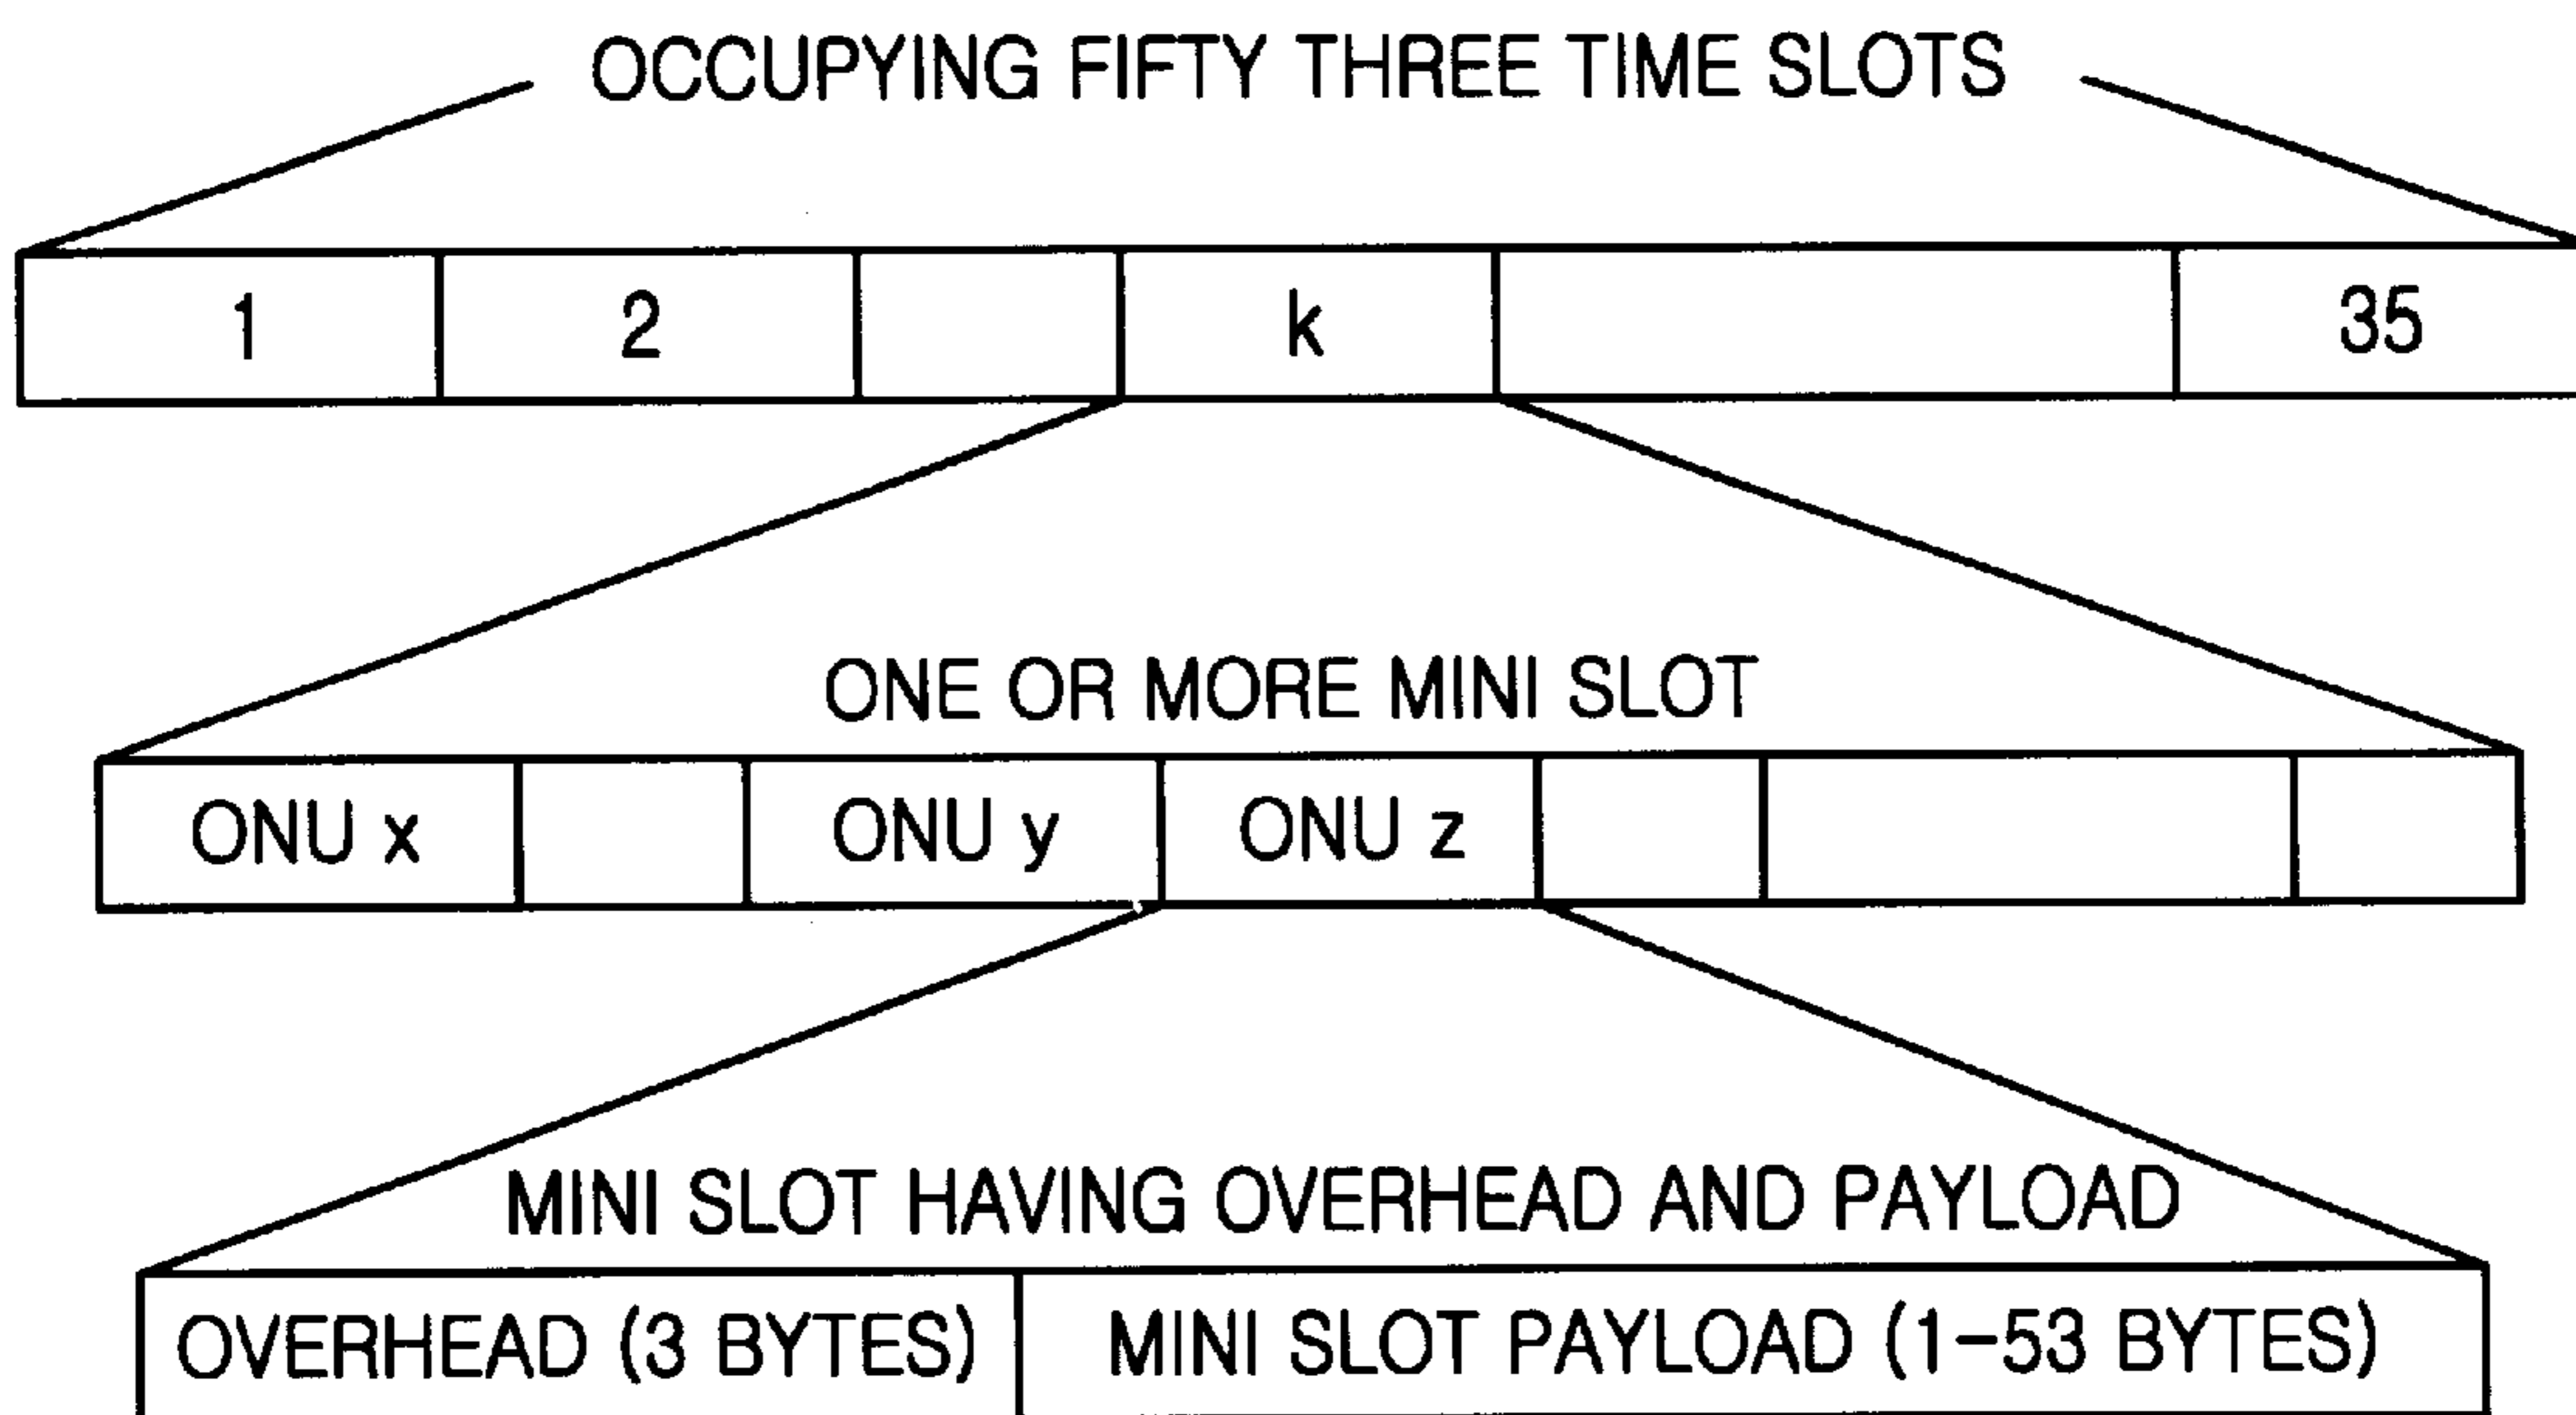 OCCUPYING FIFTY THREE TIME SLOTS
1 2 k 35
ONE OR MORE MINI SLOT
ONU x ONU y ONU z
MINI SLOT HAVING OVERHEAD AND PAYLOAD
OVERHEAD (3 BYTES) MINI SLOT PAYLOAD (1-53 BYTES)